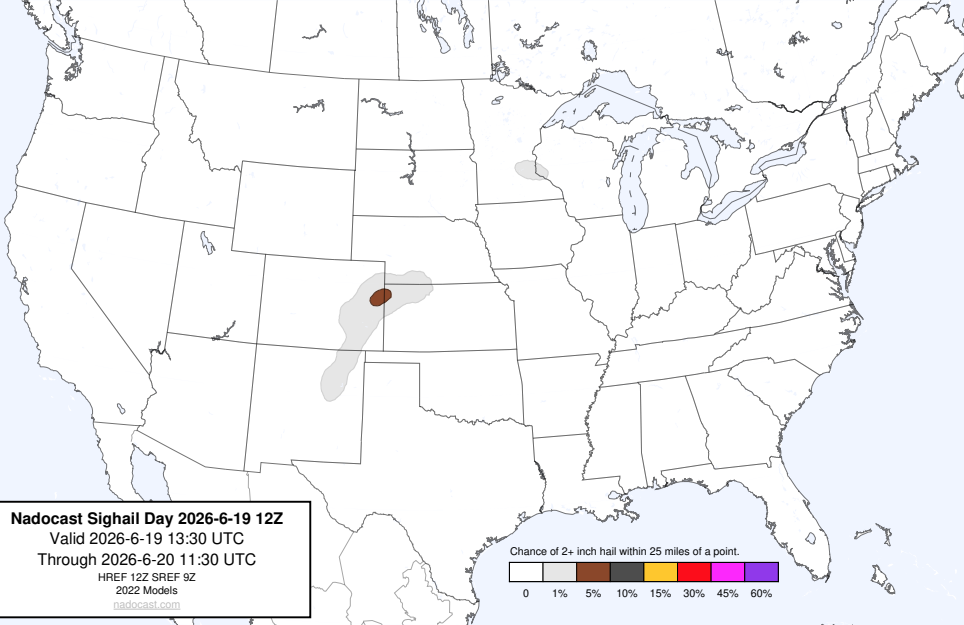 Nadocast Sighail Day 2026-6-19 12Z
Valid 2026-6-19 13:30 UTC
Through 2026-6-20 11:30 UTC
HREF 12Z SREF 9Z
2022 Models
nadocast.com
Chance of 2+ inch hail within 25 miles of a point.
0 1% 5% 10% 15% 30% 45% 60%